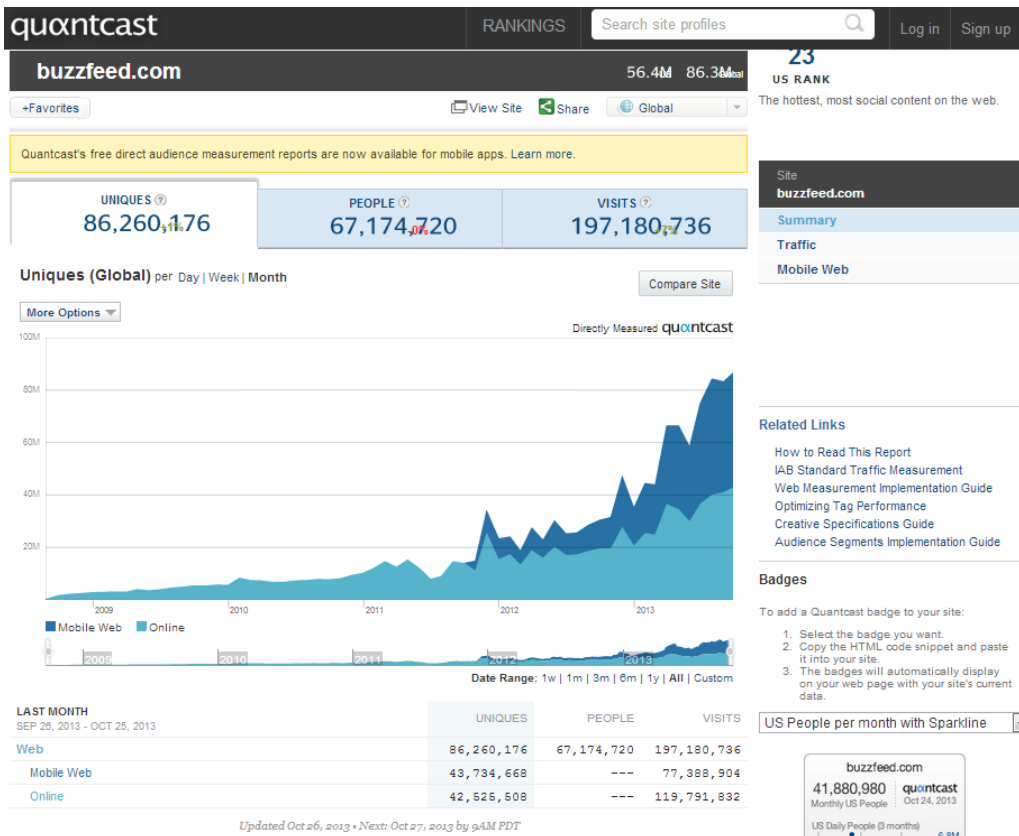 quantcast
RANKINGS
Search site profiles
Log in
Sign up
buzzfeed.com
56.4M
86.3M
23
US RANK
The hottest, most social content on the web.
+Favorites
View Site
Share
Global
Quantcast's free direct audience measurement reports are now available for mobile apps. Learn more.
UNIQUES ?
86,260,176
PEOPLE ?
67,174,720
VISITS ?
197,180,736
Site
buzzfeed.com
Summary
Traffic
Mobile Web
Uniques (Global) per Day | Week | Month
Compare Site
More Options
Directly Measured quantcast
100M
80M
60M
40M
20M
2009
2010
2011
2012
2013
Mobile Web
Online
2009
2010
2011
2012
2013
Date Range: 1w | 1m | 3m | 6m | 1y | All | Custom
LAST MONTH
SEP 26, 2013 - OCT 25, 2013
UNIQUES PEOPLE VISITS
Web 86,260,176 67,174,720 197,180,736
Mobile Web 43,734,668 --- 77,388,904
Online 42,525,508 --- 119,791,832
Updated Oct 26, 2013 • Next: Oct 27, 2013 by 9AM PDT
Related Links
How to Read This Report
IAB Standard Traffic Measurement
Web Measurement Implementation Guide
Optimizing Tag Performance
Creative Specifications Guide
Audience Segments Implementation Guide
Badges
To add a Quantcast badge to your site:
1. Select the badge you want.
2. Copy the HTML code snippet and paste
it into your site.
3. The badges will automatically display
on your web page with your site's current
data.
US People per month with Sparkline
buzzfeed.com
41,880,980
Monthly US People
quantcast
Oct 24, 2013
US Daily People (3 months)
6.8M